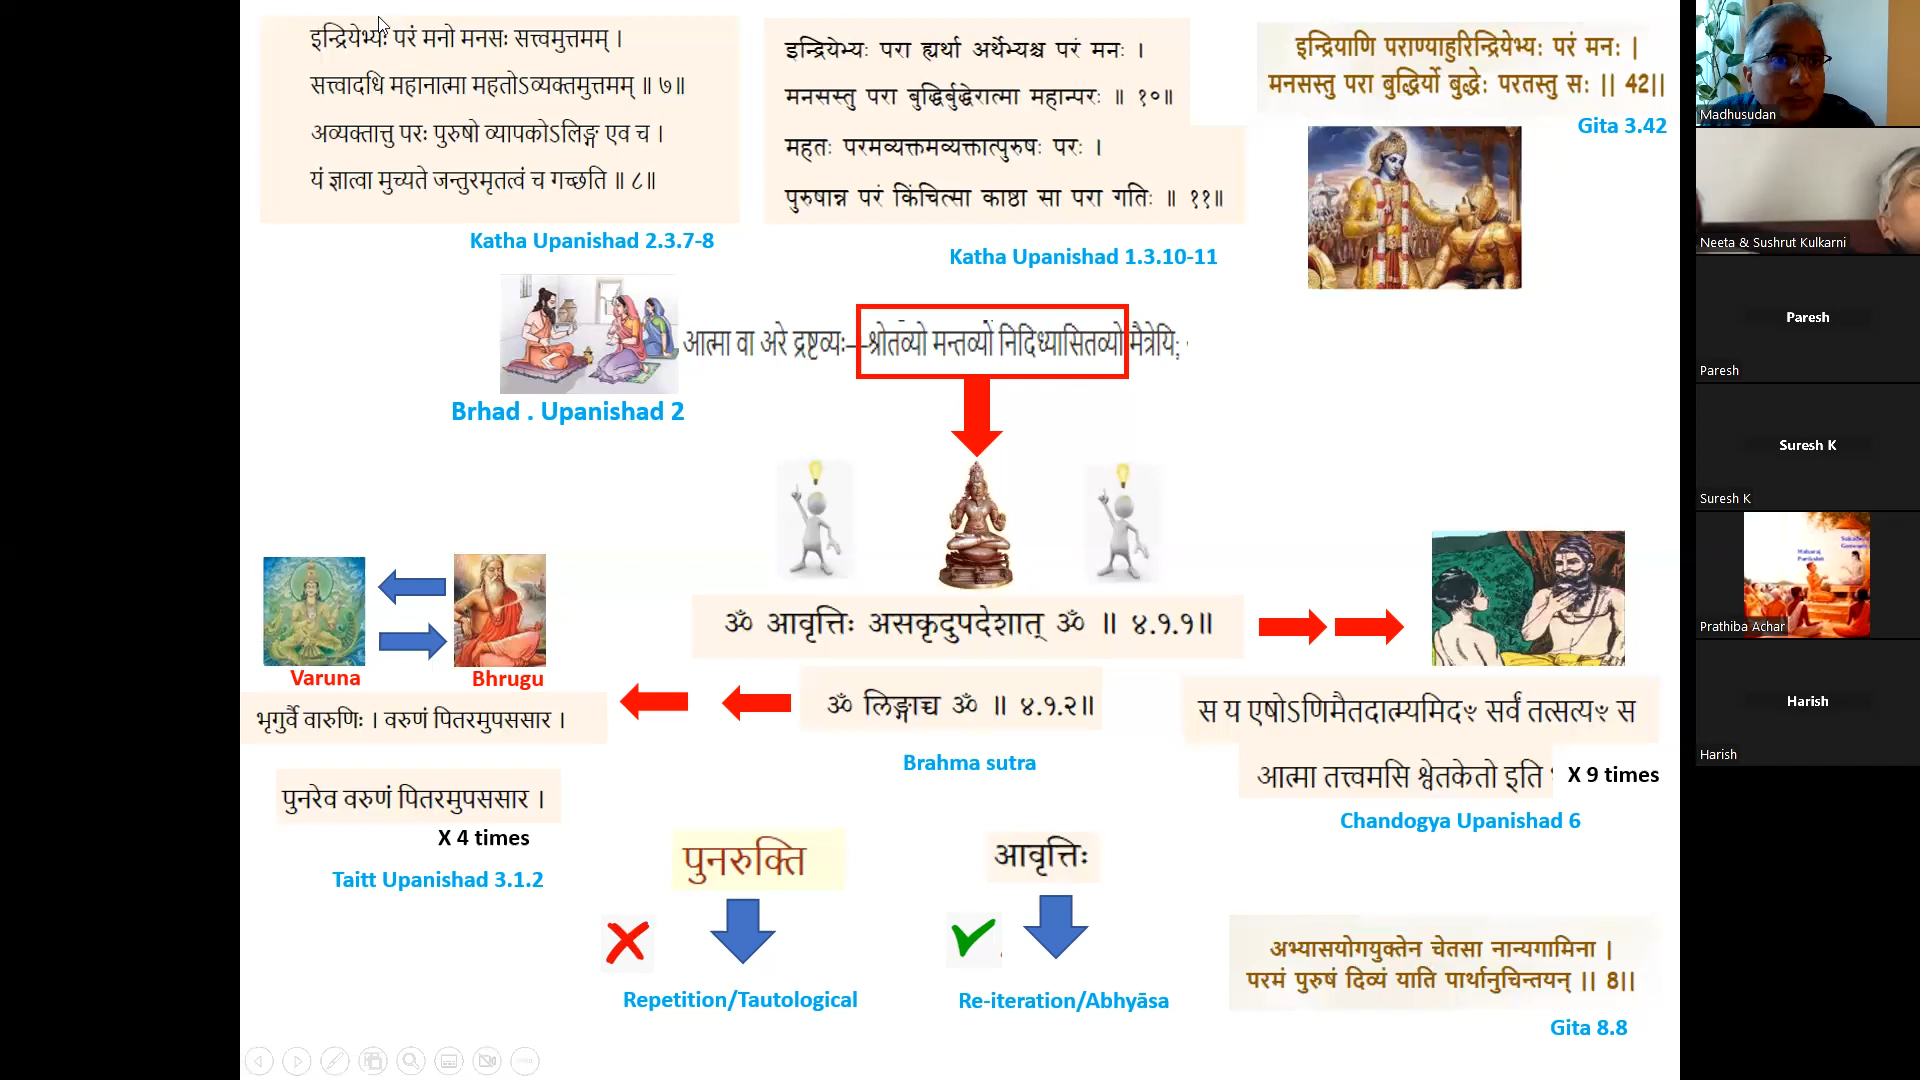 इन्द्रियेभ्यः परं मनो मनसः सत्त्वमुत्तमम् ।
सत्त्वादधि महानात्मा महतोऽव्यक्तमुत्तमम् ॥ ७॥
अव्यक्तात्तु परः पुरुषो व्यापकोऽलिङ्ग एव च ।
यं ज्ञात्वा मुच्यते जन्तुरमृतत्वं च गच्छति ॥ ८॥
Katha Upanishad 2.3.7-8
इन्द्रियेभ्यः परा ह्यर्था अर्थेभ्यश्च परं मनः ।
मनसस्तु परा बुद्धिर्बुद्धेरात्मा महान्परः ॥ १०॥
महतः परमव्यक्तमव्यक्तात्पुरुषः परः ।
पुरुषान्न परं किंचित्सा काष्ठा सा परा गतिः ॥ ११॥
Katha Upanishad 1.3.10-11
इन्द्रियाणि पराण्याहुरिन्द्रियेभ्य: परं मन: |
मनसस्तु परा बुद्धिर्यो बुद्धे: परतस्तु स: || 42||
Gita 3.42
आत्मा वा अरे द्रष्टव्यः—श्रोतव्यो मन्तव्यो निदिध्यासितव्यो मैत्रेयि;
Brhad . Upanishad 2
ॐ आवृत्तिः असकृदुपदेशात् ॐ ॥ ४.१.१॥
ॐ लिङ्गाच्च ॐ ॥ ४.१.२॥
Brahma sutra
Varuna
Bhrugu
भृगुर्वै वारुणिः । वरुणं पितरमुपससार ।
पुनरेव वरुणं पितरमुपससार ।
X 4 times
Taitt Upanishad 3.1.2
स य एषोऽणिमैतदात्म्यमिदꣳ सर्वं तत्सत्यꣳ स
आत्मा तत्त्वमसि श्वेतकेतो इति
X 9 times
Chandogya Upanishad 6
पुनरुक्ति
आवृत्तिः
Repetition/Tautological
Re-iteration/Abhyāsa
अभ्यासयोगयुक्तेन चेतसा नान्यगामिना |
परमं पुरुषं दिव्यं याति पार्थानुचिन्तयन् || 8||
Gita 8.8
Madhusudan
Neeta & Sushrut Kulkarni
Paresh
Paresh
Suresh K
Suresh K
Maharaj
Parikshit
Prathiba Achar
Harish
Harish